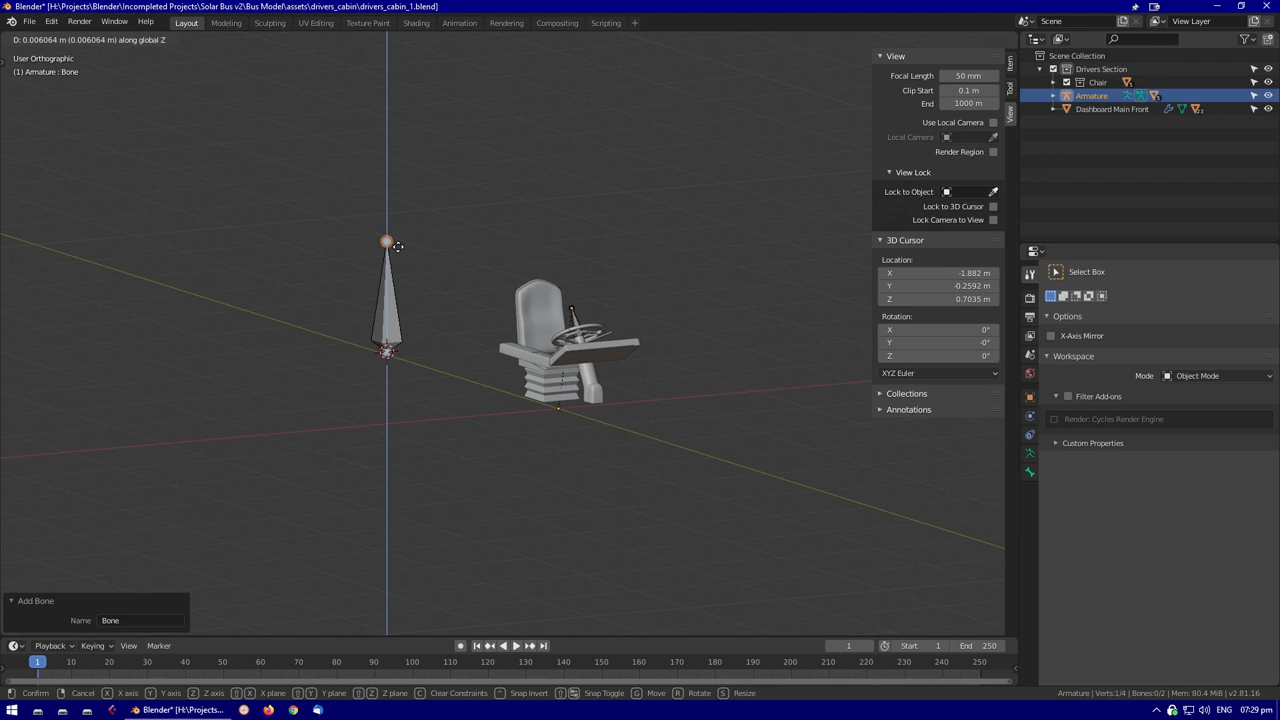 Blender* [H:\Projects\Blender\Incompleted Projects\Solar Bus v2\Bus Model\assets\drivers_cabin\drivers_cabin_1.blend]
File Edit Render Window Help Layout Modeling Sculpting UV Editing Texture Paint Shading Animation Rendering Compositing Scripting + Scene View Layer
D: 0.006064 m (0.006064 m) along global Z
User Orthographic
(1) Armature : Bone
View
Focal Length 50 mm
Clip Start 0.1 m
End 1000 m
Use Local Camera
Local Camera
Render Region
View Lock
Lock to Object
Lock to 3D Cursor
Lock Camera to View
3D Cursor
Location:
X -1.882 m
Y -0.2592 m
Z 0.7035 m
Rotation:
X 0°
Y -0°
Z 0°
XYZ Euler
Collections
Annotations
Item
Tool
View
Scene Collection
Drivers Section
Chair 5
Armature 5
Dashboard Main Front 21
Select Box
Options
X-Axis Mirror
Workspace
Mode Object Mode
Filter Add-ons
Render: Cycles Render Engine
Custom Properties
Add Bone
Name Bone
Playback Keying View Marker 1 Start 1 End 250
1 10 20 30 40 50 60 70 80 90 100 110 120 130 140 150 160 170 180 190 200 210 220 230 240 250
Confirm Cancel X X axis Y Y axis Z Z axis X X plane Y Y plane Z Z plane C Clear Constraints Snap Invert Snap Toggle G Move R Rotate S Resize Armature | Verts:1/4 | Bones:0/2 | Mem: 80.4 MiB | v2.81.16
Blender* [H:\Projects... ENG 07:29 pm